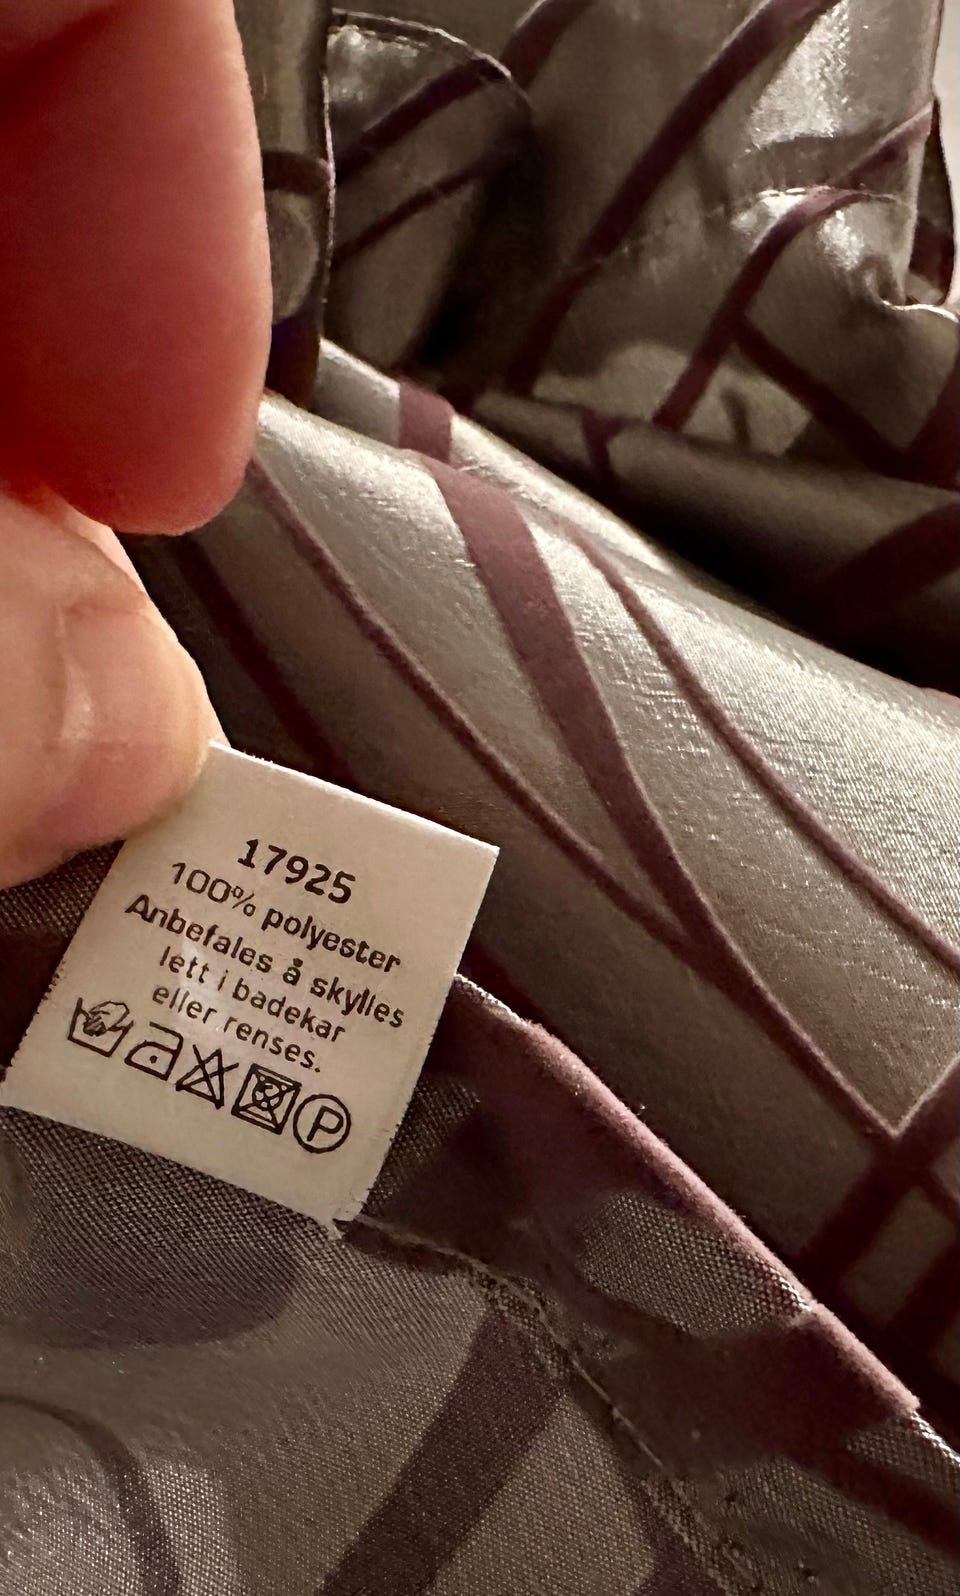 17925
100% polyester
Anbefales å skylles
lett i badekar
eller renses.
P